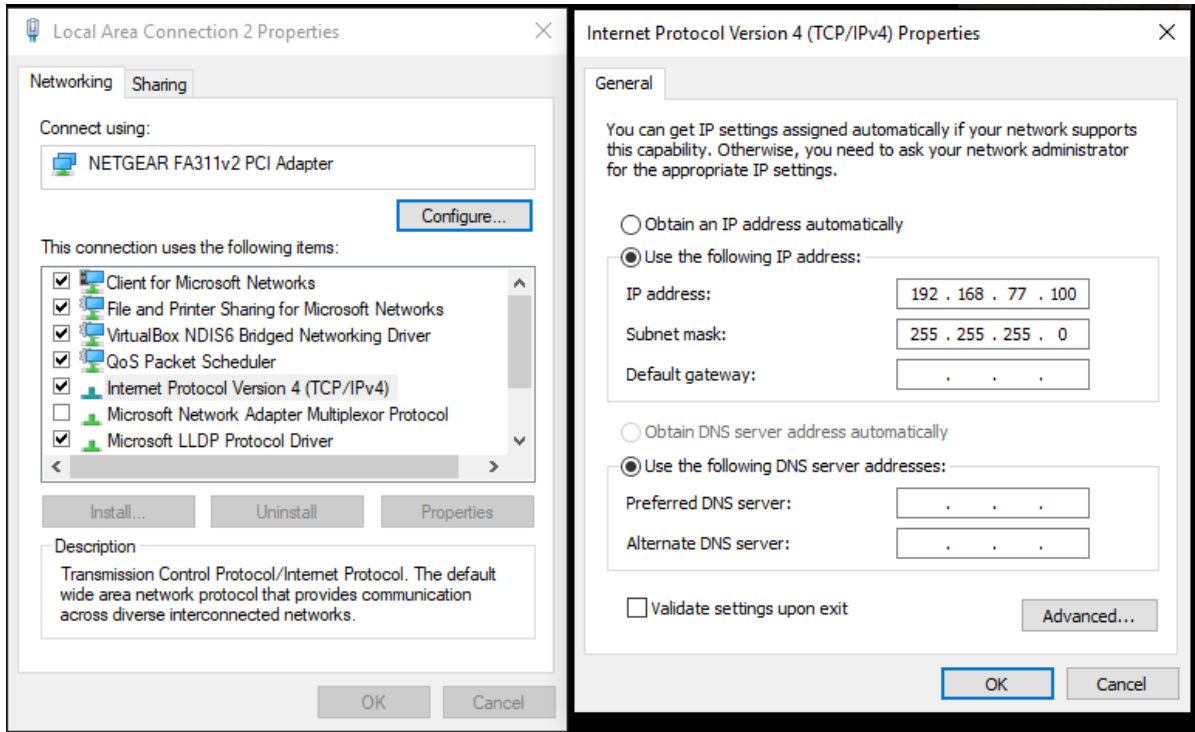 Local Area Connection 2 Properties
Networking
Sharing
Connect using:
NETGEAR FA311v2 PCI Adapter
Configure...
This connection uses the following items:
Client for Microsoft Networks
File and Printer Sharing for Microsoft Networks
VirtualBox NDIS6 Bridged Networking Driver
QoS Packet Scheduler
Internet Protocol Version 4 (TCP/IPv4)
Microsoft Network Adapter Multiplexor Protocol
Microsoft LLDP Protocol Driver
Install...
Uninstall
Properties
Description
Transmission Control Protocol/Internet Protocol. The default
wide area network protocol that provides communication
across diverse interconnected networks.
OK
Cancel
Internet Protocol Version 4 (TCP/IPv4) Properties
General
You can get IP settings assigned automatically if your network supports
this capability. Otherwise, you need to ask your network administrator
for the appropriate IP settings.
Obtain an IP address automatically
Use the following IP address:
IP address:
192 . 168 . 77 . 100
Subnet mask:
255 . 255 . 255 . 0
Default gateway:
. . .
Obtain DNS server address automatically
Use the following DNS server addresses:
Preferred DNS server:
. . .
Alternate DNS server:
. . .
Validate settings upon exit
Advanced...
OK
Cancel